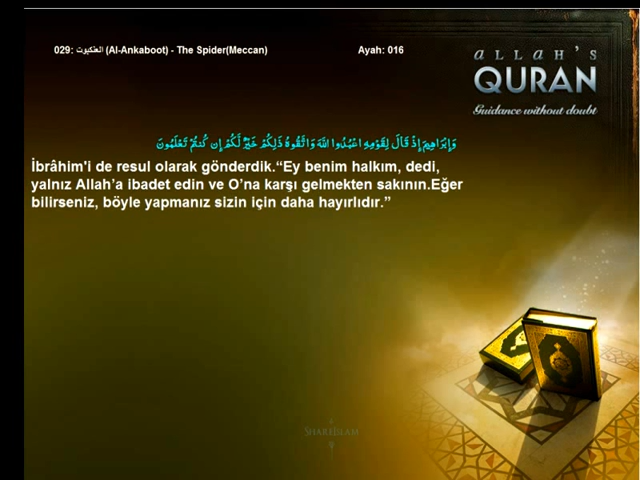 029: العنكبوت (Al-Ankaboot) - The Spider(Meccan) Ayah: 016
ALLAH'S
QURAN
Guidance without doubt
وَإِبْرَاهِيمَ إِذْ قَالَ لِقَوْمِهِ اعْبُدُوا اللَّهَ وَاتَّقُوهُ ذَلِكُمْ خَيْرٌ لَّكُمْ إِن كُنتُمْ تَعْلَمُونَ
İbrâhim'i de resul olarak gönderdik.“Ey benim halkım, dedi,
yalnız Allah’a ibadet edin ve O’na karşı gelmekten sakının.Eğer
bilirseniz, böyle yapmanız sizin için daha hayırlıdır.”
SHAREISLAM